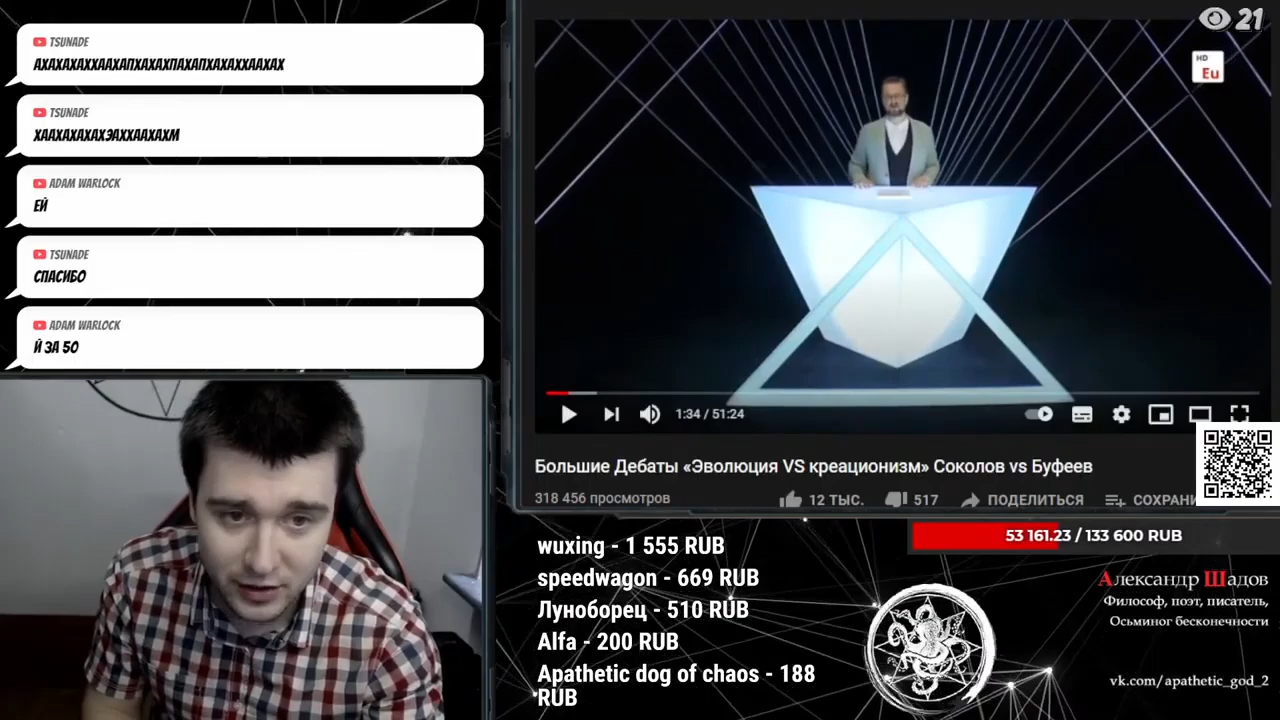 TSUNADE
АХАХАХАХХААХАПХАХАХПАХАПХАХАХХААХАХ
TSUNADE
ХААХАХАХАХЭАХХААХАХМ
ADAM WARLOCK
ЕЙ
TSUNADE
СПАСИБО
ADAM WARLOCK
Й ЗА 50
21
HD
Eu
1:34 / 51:24
Большие Дебаты «Эволюция VS креационизм» Соколов vs Буфеев
318 456 просмотров
12 ТЫС.
517
ПОДЕЛИТЬСЯ
СОХРАНИ
53 161.23 / 133 600 RUB
wuxing - 1 555 RUB
speedwagon - 669 RUB
Луноборец - 510 RUB
Alfa - 200 RUB
Apathetic dog of chaos - 188
RUB
Александр Шадов
Философ, поэт, писатель,
Осьминог бесконечности
vk.com/apathetic_god_2